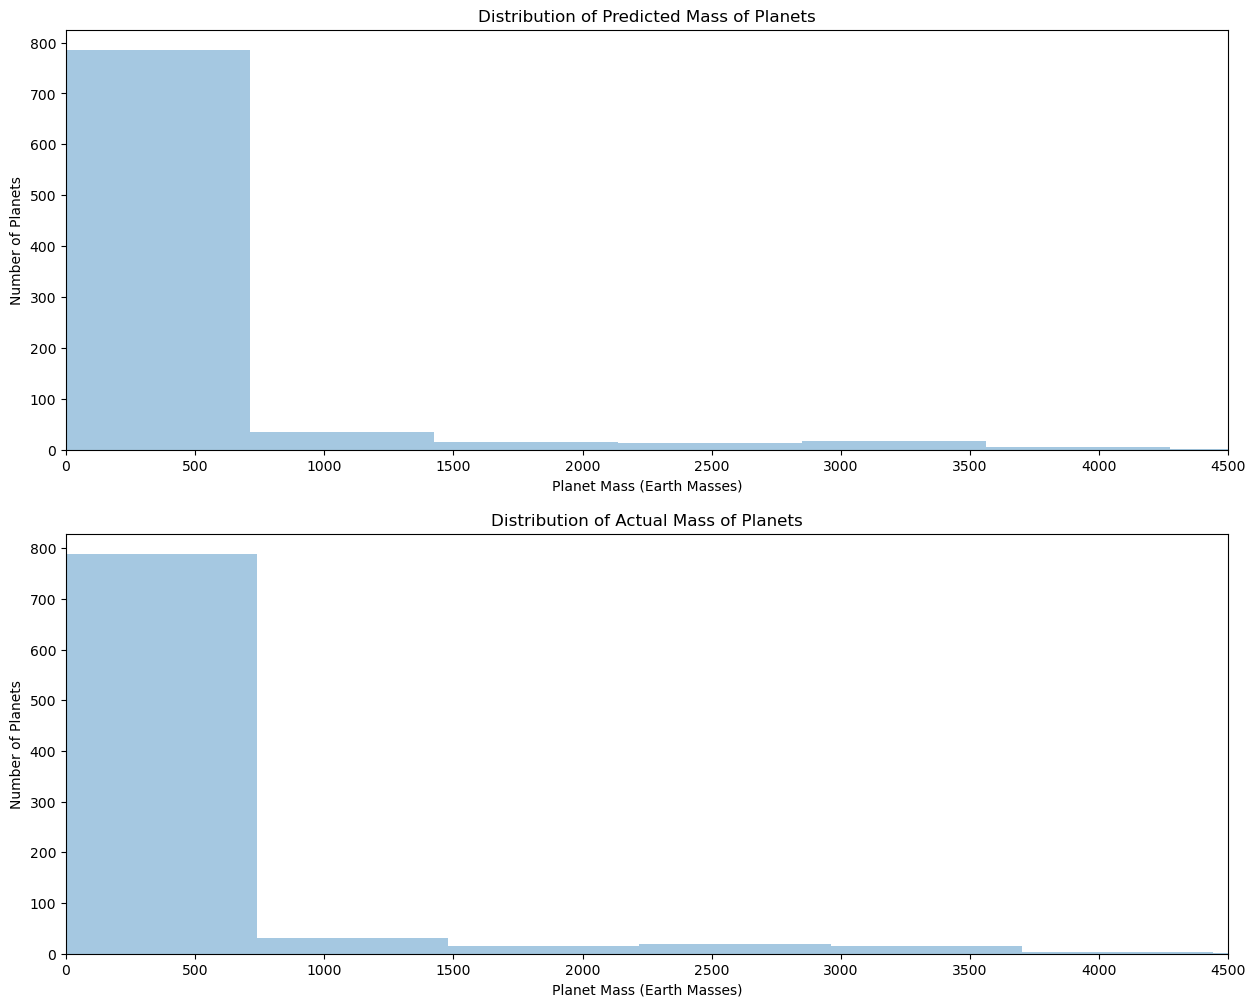 Distribution of Predicted Mass of Planets
800
700
600
500
400
300
200
100
0
Number of Planets
0 500 1000 1500 2000 2500 3000 3500 4000 4500
Planet Mass (Earth Masses)
Distribution of Actual Mass of Planets
800
700
600
500
400
300
200
100
0
Number of Planets
0 500 1000 1500 2000 2500 3000 3500 4000 4500
Planet Mass (Earth Masses)